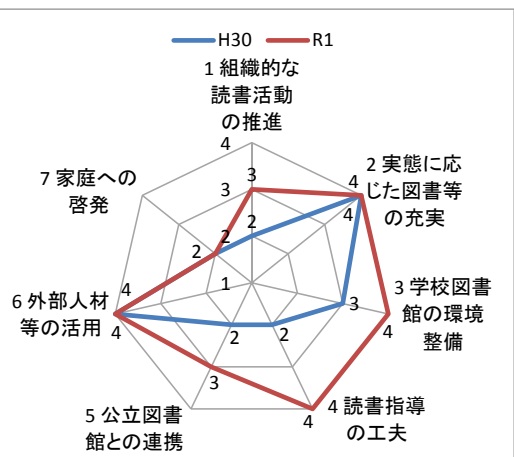 H30 R1
1 組織的な
読書活動
の推進
2 実態に応
じた図書等
の充実
3 学校図書
館の環境
整備
4 読書指導
の工夫
5 公立図書
館との連携
6 外部人材
等の活用
7 家庭への
啓発
4
3
2
1
3
2
4
4
3
4
2
4
2
3
4
4
2